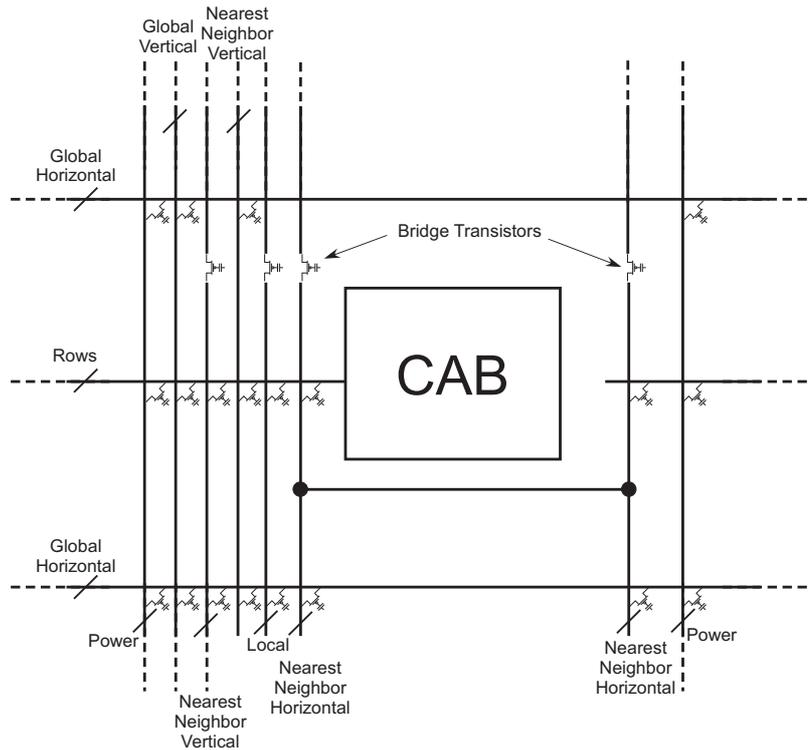 Global
Vertical
Nearest
Neighbor
Vertical
Global
Horizontal
Bridge Transistors
Rows
CAB
Global
Horizontal
Power
Local
Nearest
Neighbor
Horizontal
Nearest
Neighbor
Vertical
Nearest
Neighbor
Horizontal
Power